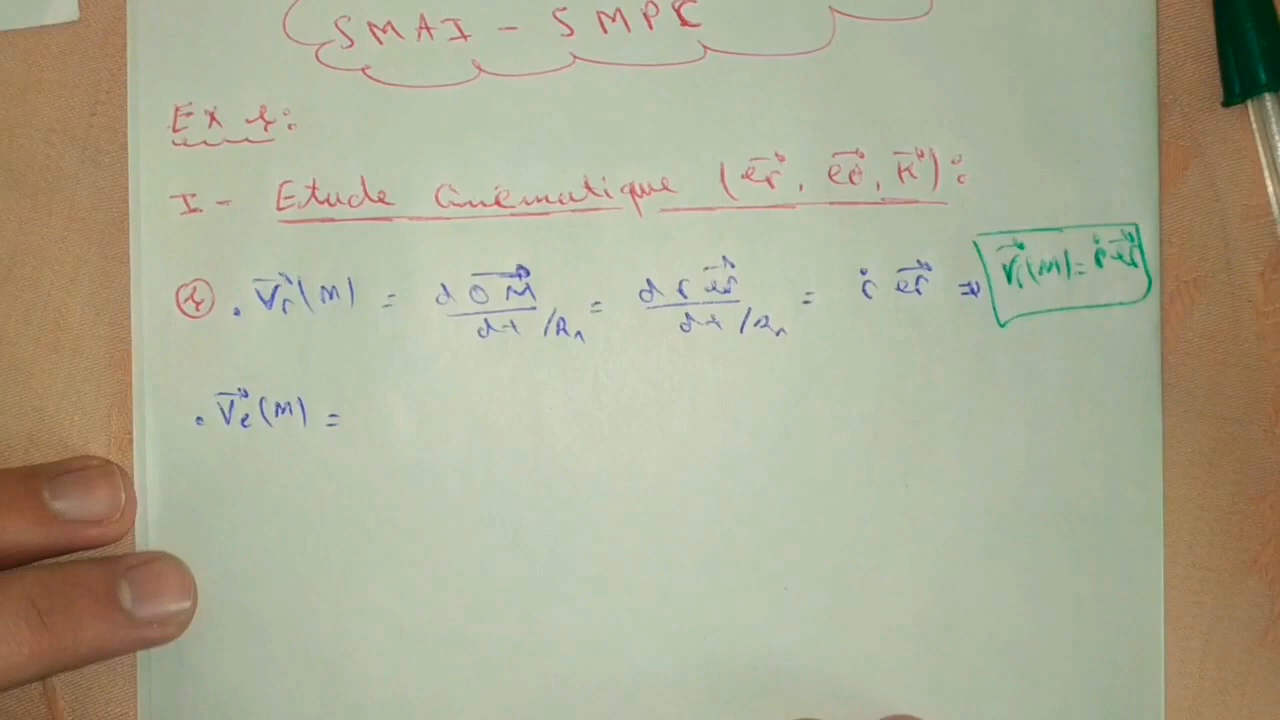 SMAI - SMPC
Ex 1:
I - Etude Cinématique (e⃗r, e⃗θ, k⃗):
① . V⃗r(M) = dOM⃗/dt /R₁ = d r e⃗r/dt /R₁ = ṙ e⃗r ⇒ V⃗r(M) = ṙ e⃗r
. V⃗e(M) =